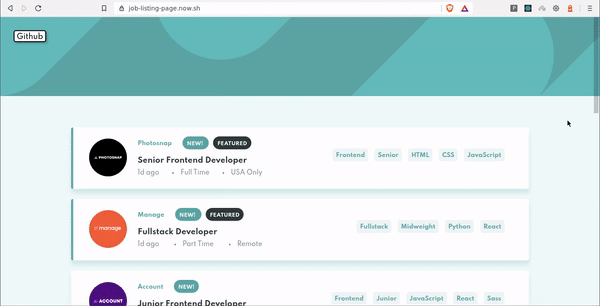 job-listing-page.now.sh
Github
PHOTOSNAP
Photosnap NEW! FEATURED
Senior Frontend Developer
1d ago • Full Time • USA Only
Frontend Senior HTML CSS JavaScript
manage
Manage NEW! FEATURED
Fullstack Developer
1d ago • Part Time • Remote
Fullstack Midweight Python React
ACCOUNT
Account NEW!
Junior Frontend Developer
Frontend Junior JavaScript React Sass